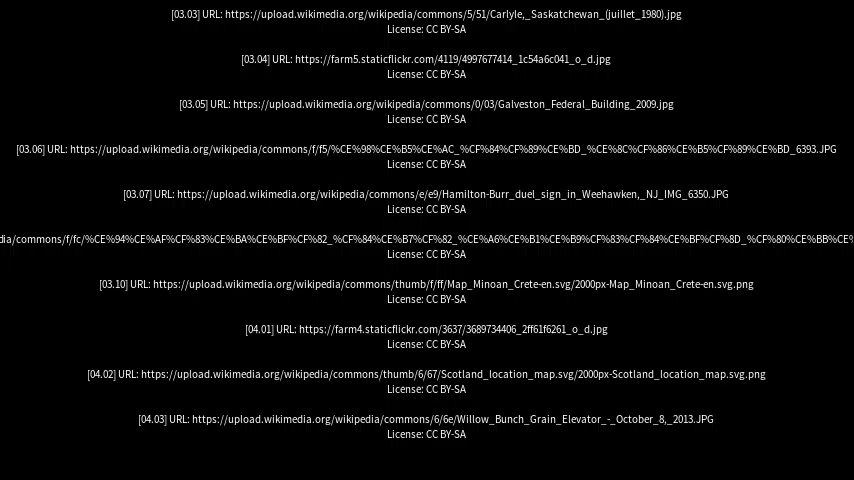 [03.03] URL: https://upload.wikimedia.org/wikipedia/commons/5/51/Carlyle,_Saskatchewan_(juillet_1980).jpg
License: CC BY-SA
[03.04] URL: https://farm5.staticflickr.com/4119/4997677414_1c54a6c041_o_d.jpg
License: CC BY-SA
[03.05] URL: https://upload.wikimedia.org/wikipedia/commons/0/03/Galveston_Federal_Building_2009.jpg
License: CC BY-SA
[03.06] URL: https://upload.wikimedia.org/wikipedia/commons/f/f5/%CE%98%CE%B5%CE%AC_%CF%84%CF%89%CE%BD_%CE%8C%CF%86%CE%B5%CF%89%CE%BD_6393.JPG
License: CC BY-SA
[03.07] URL: https://upload.wikimedia.org/wikipedia/commons/e/e9/Hamilton-Burr_duel_sign_in_Weehawken,_NJ_IMG_6350.JPG
License: CC BY-SA
dia/commons/f/fc/%CE%94%CE%AF%CF%83%CE%BA%CE%BF%CF%82_%CF%84%CE%B7%CF%82_%CE%A6%CE%B1%CE%B9%CF%83%CF%84%CE%BF%CF%8D_%CF%80%CE%BB%CE%
License: CC BY-SA
[03.10] URL: https://upload.wikimedia.org/wikipedia/commons/thumb/f/ff/Map_Minoan_Crete-en.svg/2000px-Map_Minoan_Crete-en.svg.png
License: CC BY-SA
[04.01] URL: https://farm4.staticflickr.com/3637/3689734406_2ff61f6261_o_d.jpg
License: CC BY-SA
[04.02] URL: https://upload.wikimedia.org/wikipedia/commons/thumb/6/67/Scotland_location_map.svg/2000px-Scotland_location_map.svg.png
License: CC BY-SA
[04.03] URL: https://upload.wikimedia.org/wikipedia/commons/6/6e/Willow_Bunch_Grain_Elevator_-_October_8,_2013.JPG
License: CC BY-SA